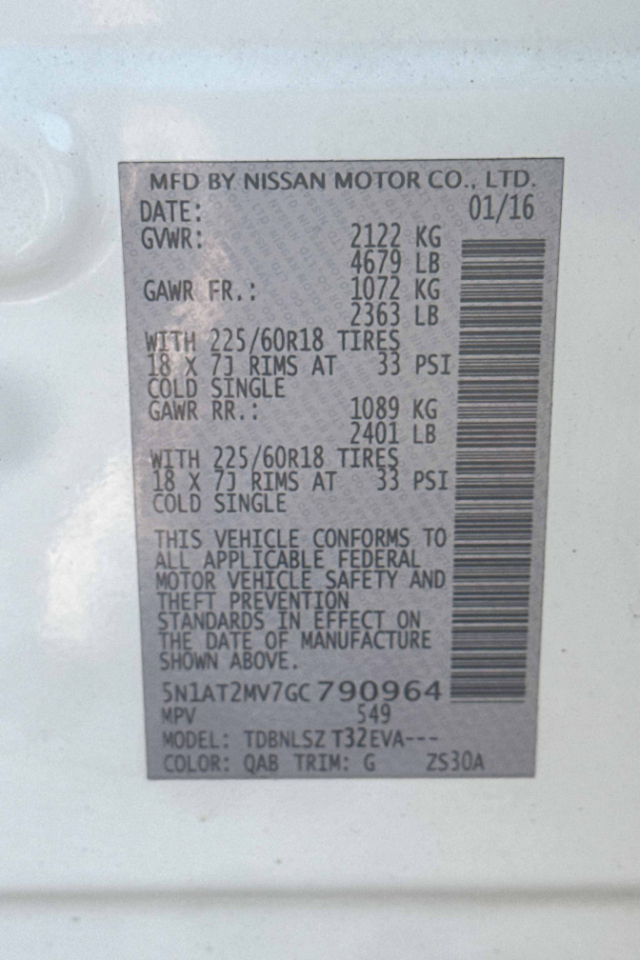 MFD BY NISSAN MOTOR CO., LTD.
DATE: 01/16
GVWR: 2122 KG
4679 LB
GAWR FR.: 1072 KG
2363 LB
WITH 225/60R18 TIRES
18 X 7J RIMS AT 33 PSI
COLD SINGLE
GAWR RR.: 1089 KG
2401 LB
WITH 225/60R18 TIRES
18 X 7J RIMS AT 33 PSI
COLD SINGLE
THIS VEHICLE CONFORMS TO
ALL APPLICABLE FEDERAL
MOTOR VEHICLE SAFETY AND
THEFT PREVENTION
STANDARDS IN EFFECT ON
THE DATE OF MANUFACTURE
SHOWN ABOVE.
5N1AT2MV7GC790964
MPV 549
MODEL: TDBNLSZ T32EVA---
COLOR: QAB TRIM: G ZS30A